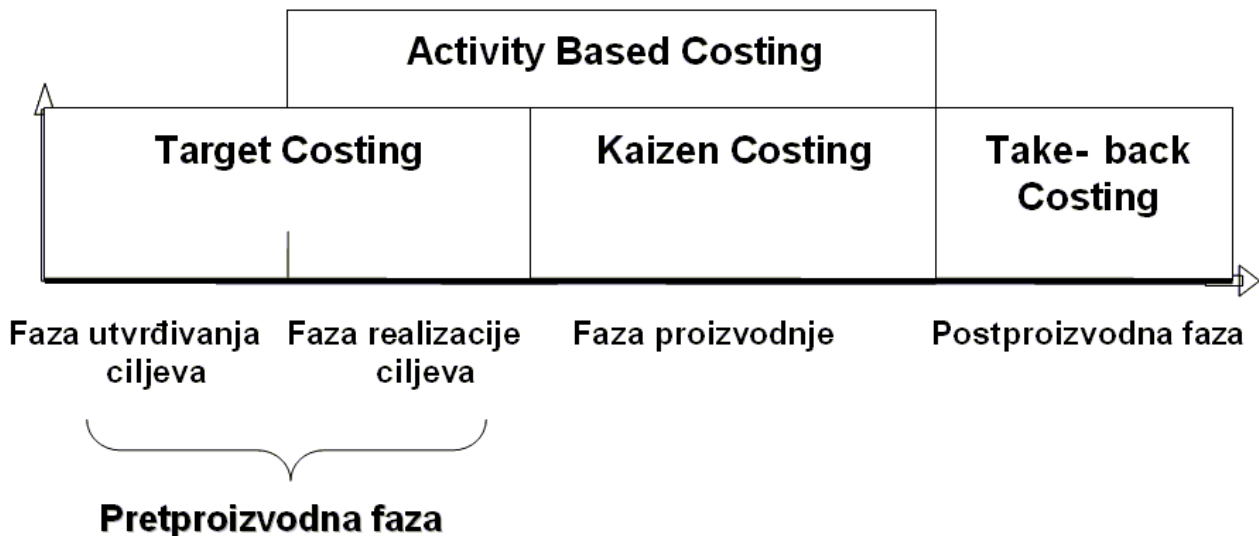 Activity Based Costing
Target Costing
Kaizen Costing
Take- back
Costing
Faza utvrđivanja
ciljeva
Faza realizacije
ciljeva
Faza proizvodnje
Postproizvodna faza
Pretproizvodna faza